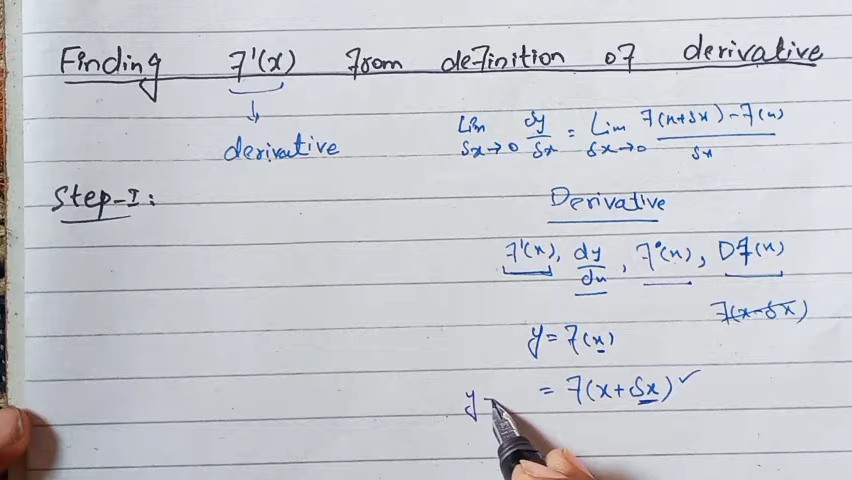 Finding f'(x) from definition of derivative
derivative
Lim δx→0 δy/δx = Lim δx→0 f(x+δx)-f(x)/δx
Step-I:
Derivative
f'(x), dy/dx, f°(x), Df(x)
f(x-δx)
y = f(x)
= f(x+δx) ✓
y -